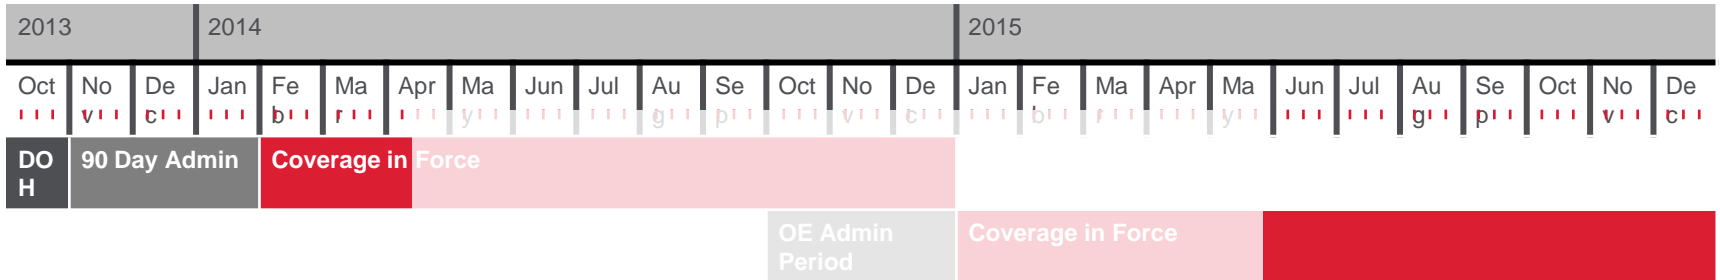 2013 2014 2015
Oct No De Jan Fe Ma Apr Ma Jun Jul Au Se Oct No De Jan Fe Ma Apr Ma Jun Jul Au Se Oct No De
v c b r y g p v c b r y g p v c
DO 90 Day Admin Coverage in Force
H
OE Admin Coverage in Force
Period